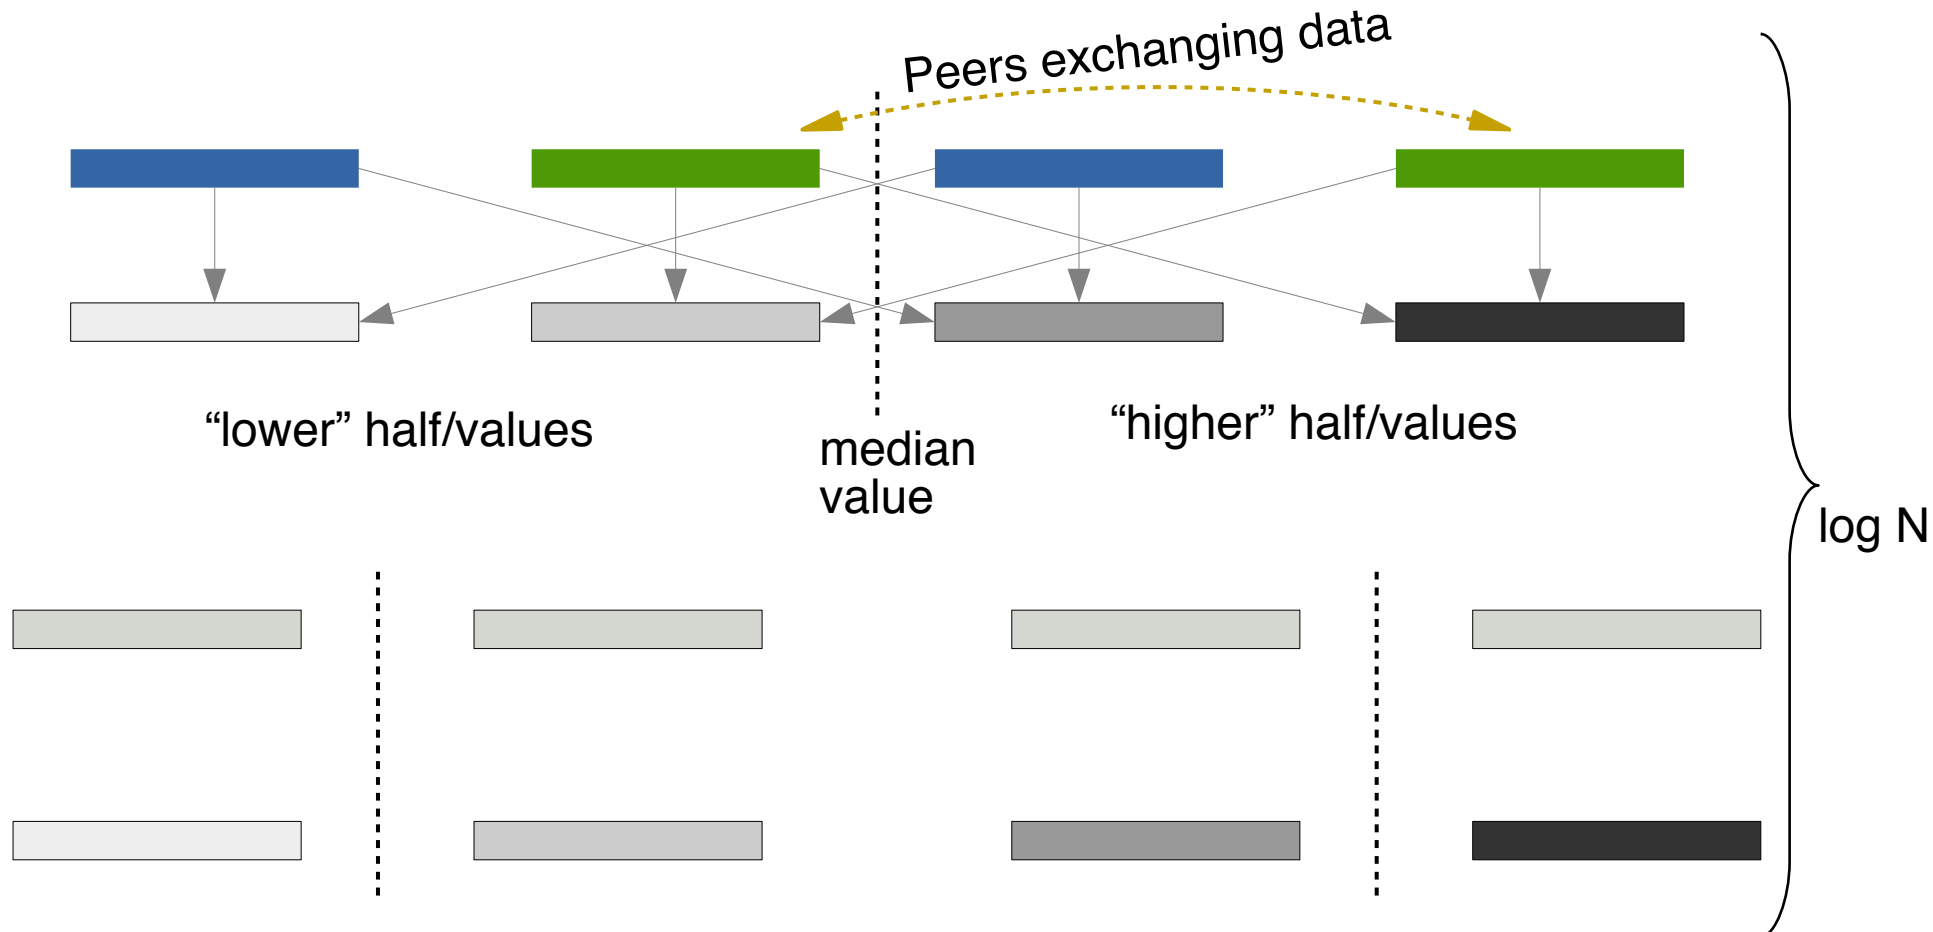 Peers exchanging data
“lower” half/values
“higher” half/values
median
value
log N